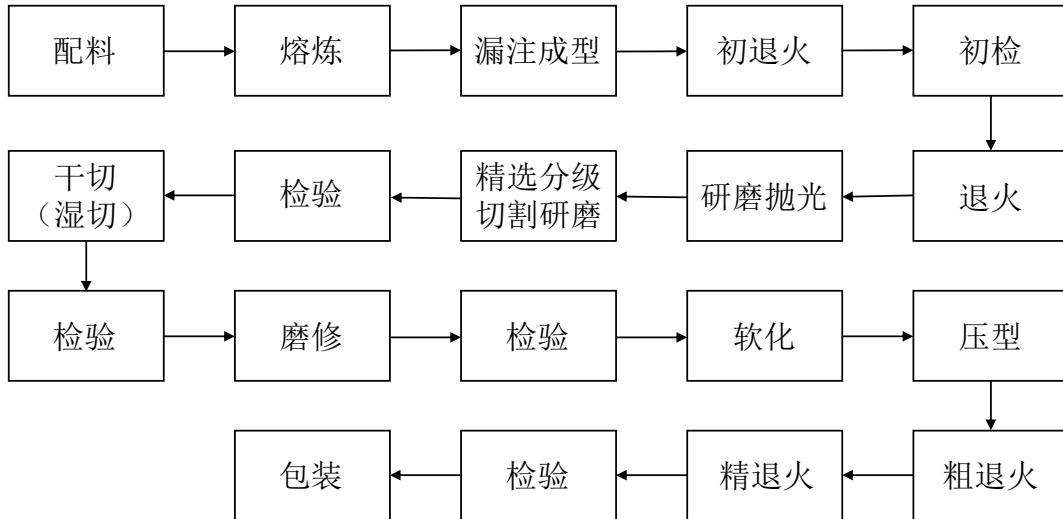 配料
熔炼
漏注成型
初退火
初检
退火
研磨抛光
精选分级
切割研磨
检验
干切
（湿切）
检验
磨修
检验
软化
压型
粗退火
精退火
检验
包装